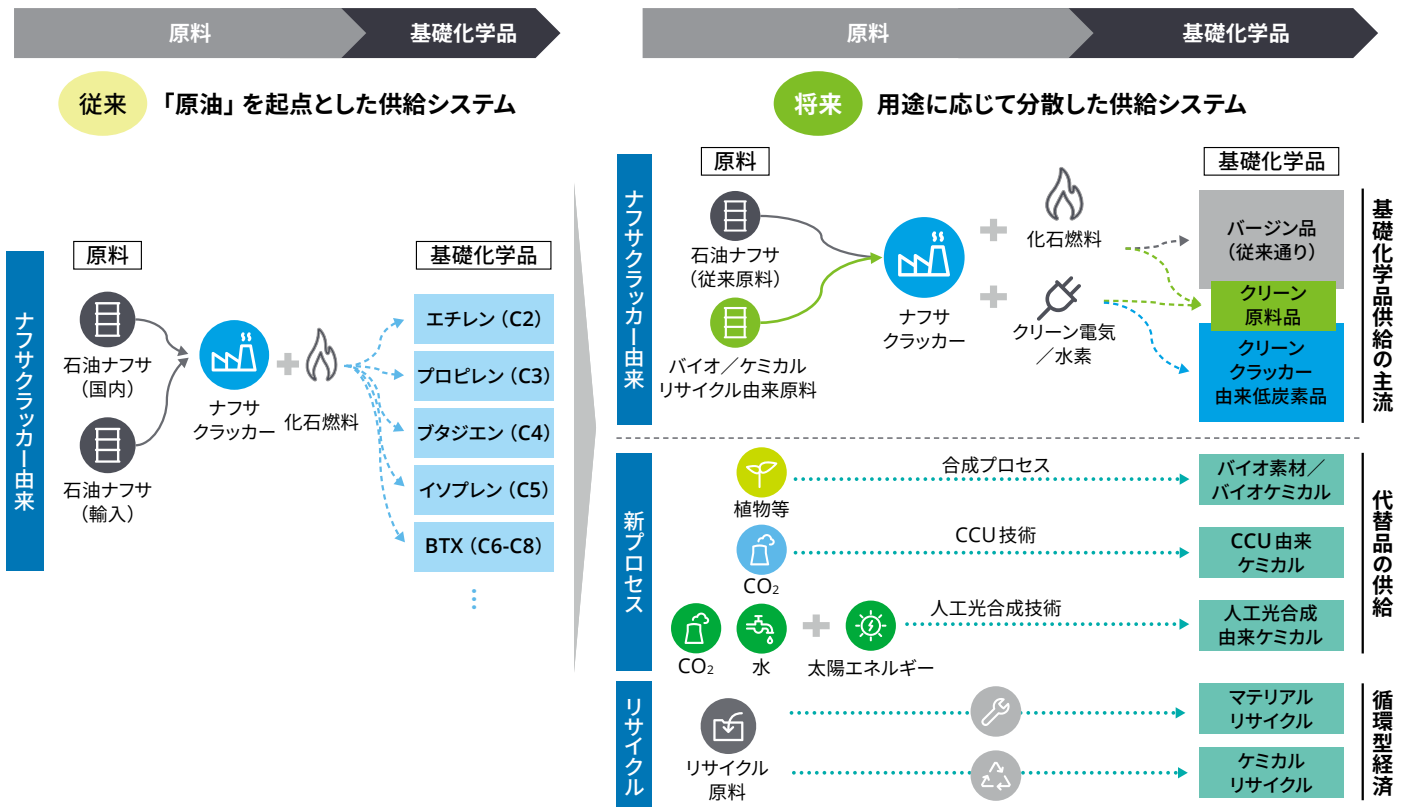 原料
基礎化学品
従来
「原油」を起点とした供給システム
ナフサクラッカー由来
原料
石油ナフサ
（国内）
石油ナフサ
（輸入）
ナフサ
クラッカー
化石燃料
基礎化学品
エチレン（C2）
プロピレン（C3）
ブタジエン（C4）
イソプレン（C5）
BTX（C6-C8）
⋮
原料
基礎化学品
将来
用途に応じて分散した供給システム
ナフサクラッカー由来
原料
石油ナフサ
（従来原料）
バイオ／ケミカル
リサイクル由来原料
ナフサ
クラッカー
化石燃料
クリーン電気
／水素
基礎化学品
バージン品
（従来通り）
クリーン
原料品
クリーン
クラッカー
由来低炭素品
基礎化学品供給の主流
新プロセス
植物等
合成プロセス
バイオ素材／
バイオケミカル
CO₂
CCU技術
CCU由来
ケミカル
CO₂
水
太陽エネルギー
人工光合成技術
人工光合成
由来ケミカル
代替品の供給
リサイクル
リサイクル
原料
マテリアル
リサイクル
ケミカル
リサイクル
循環型経済